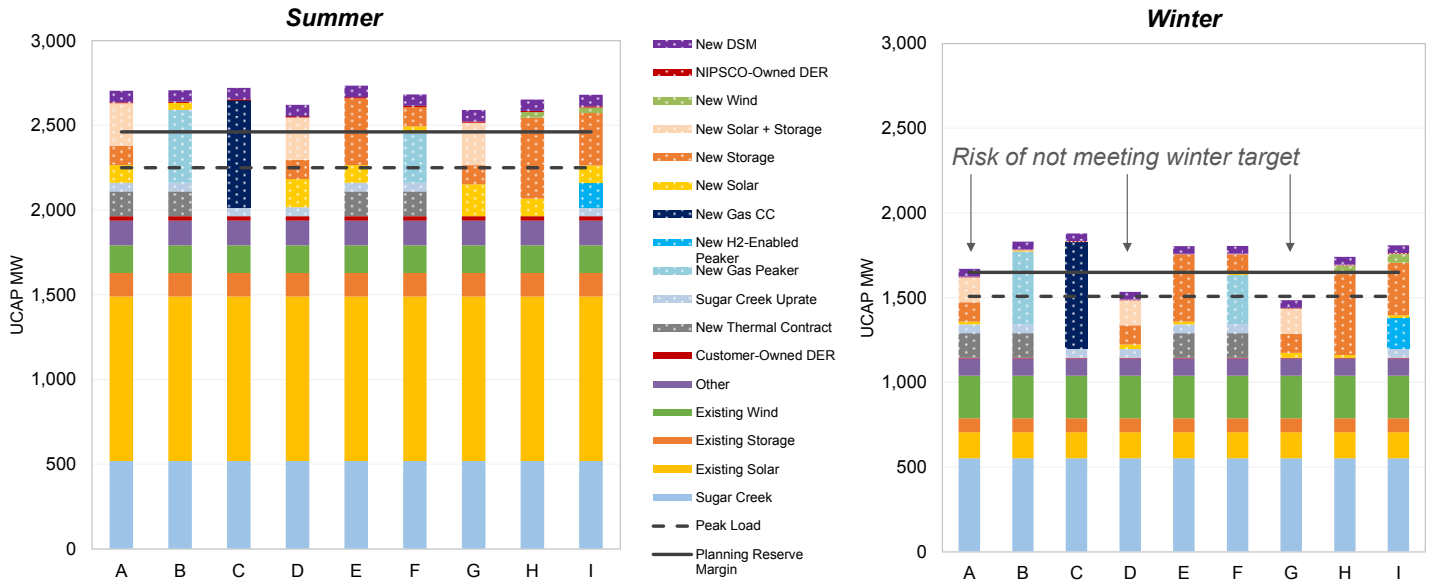 Summer
3,000
2,500
2,000
1,500
1,000
500
0
UCAP MW
A B C D E F G H I
New DSM
NIPSCO-Owned DER
New Wind
New Solar + Storage
New Storage
New Solar
New Gas CC
New H2-Enabled
Peaker
New Gas Peaker
Sugar Creek Uprate
New Thermal Contract
Customer-Owned DER
Other
Existing Wind
Existing Storage
Existing Solar
Sugar Creek
Peak Load
Planning Reserve
Margin
Winter
3,000
2,500
2,000
1,500
1,000
500
0
UCAP MW
Risk of not meeting winter target
A B C D E F G H I